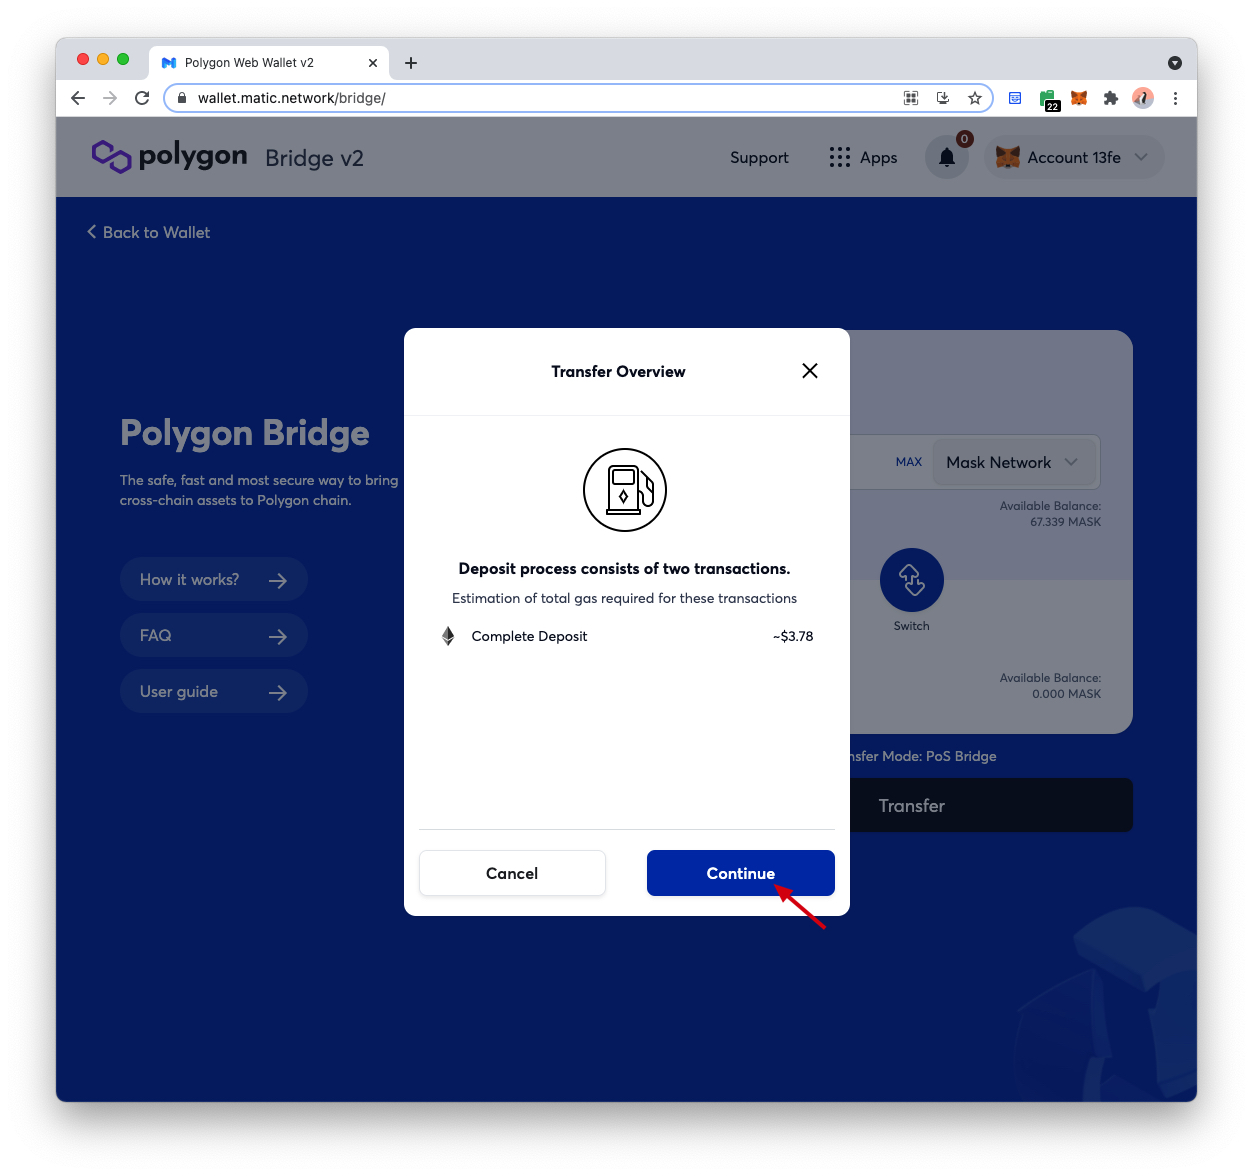 Polygon Web Wallet v2
wallet.matic.network/bridge/
22
polygon Bridge v2
Support
Apps
0
Account 13fe
Back to Wallet
Transfer Overview
Polygon Bridge
The safe, fast and most secure way to bring
cross-chain assets to Polygon chain.
How it works?
FAQ
User guide
Deposit process consists of two transactions.
Estimation of total gas required for these transactions
Complete Deposit ~$3.78
Cancel
Continue
MAX
Mask Network
Available Balance:
67.339 MASK
Switch
Available Balance:
0.000 MASK
Mode: PoS Bridge
Transfer